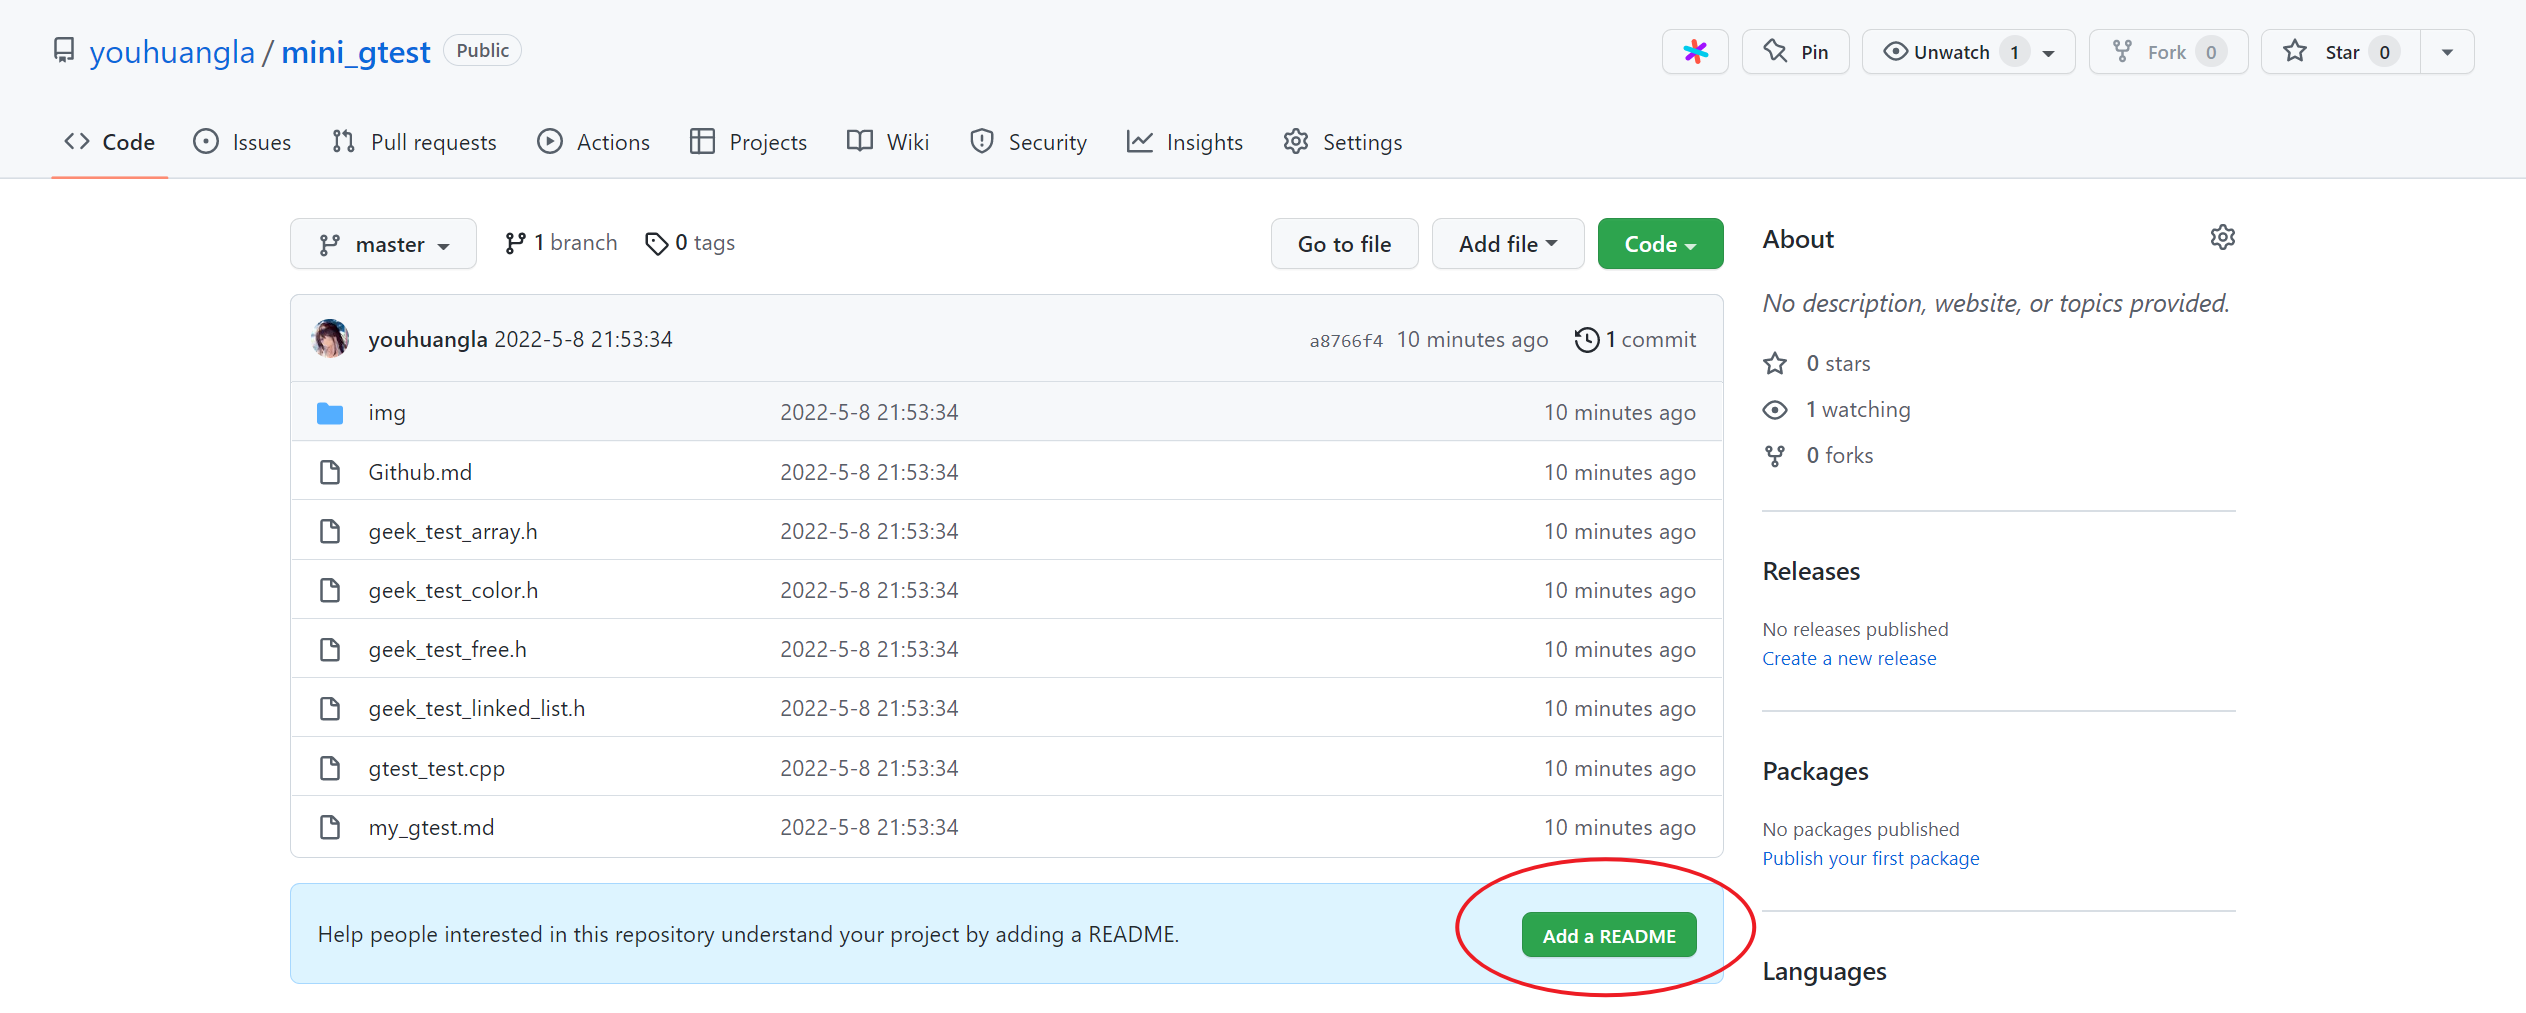 youhuangla / mini_gtest Public Pin Unwatch 1 Fork 0 Star 0
Code Issues Pull requests Actions Projects Wiki Security Insights Settings
master 1 branch 0 tags Go to file Add file Code
youhuangla 2022-5-8 21:53:34 a8766f4 10 minutes ago 1 commit
img 2022-5-8 21:53:34 10 minutes ago
Github.md 2022-5-8 21:53:34 10 minutes ago
geek_test_array.h 2022-5-8 21:53:34 10 minutes ago
geek_test_color.h 2022-5-8 21:53:34 10 minutes ago
geek_test_free.h 2022-5-8 21:53:34 10 minutes ago
geek_test_linked_list.h 2022-5-8 21:53:34 10 minutes ago
gtest_test.cpp 2022-5-8 21:53:34 10 minutes ago
my_gtest.md 2022-5-8 21:53:34 10 minutes ago
Help people interested in this repository understand your project by adding a README. Add a README
About
No description, website, or topics provided.
0 stars
1 watching
0 forks
Releases
No releases published
Create a new release
Packages
No packages published
Publish your first package
Languages